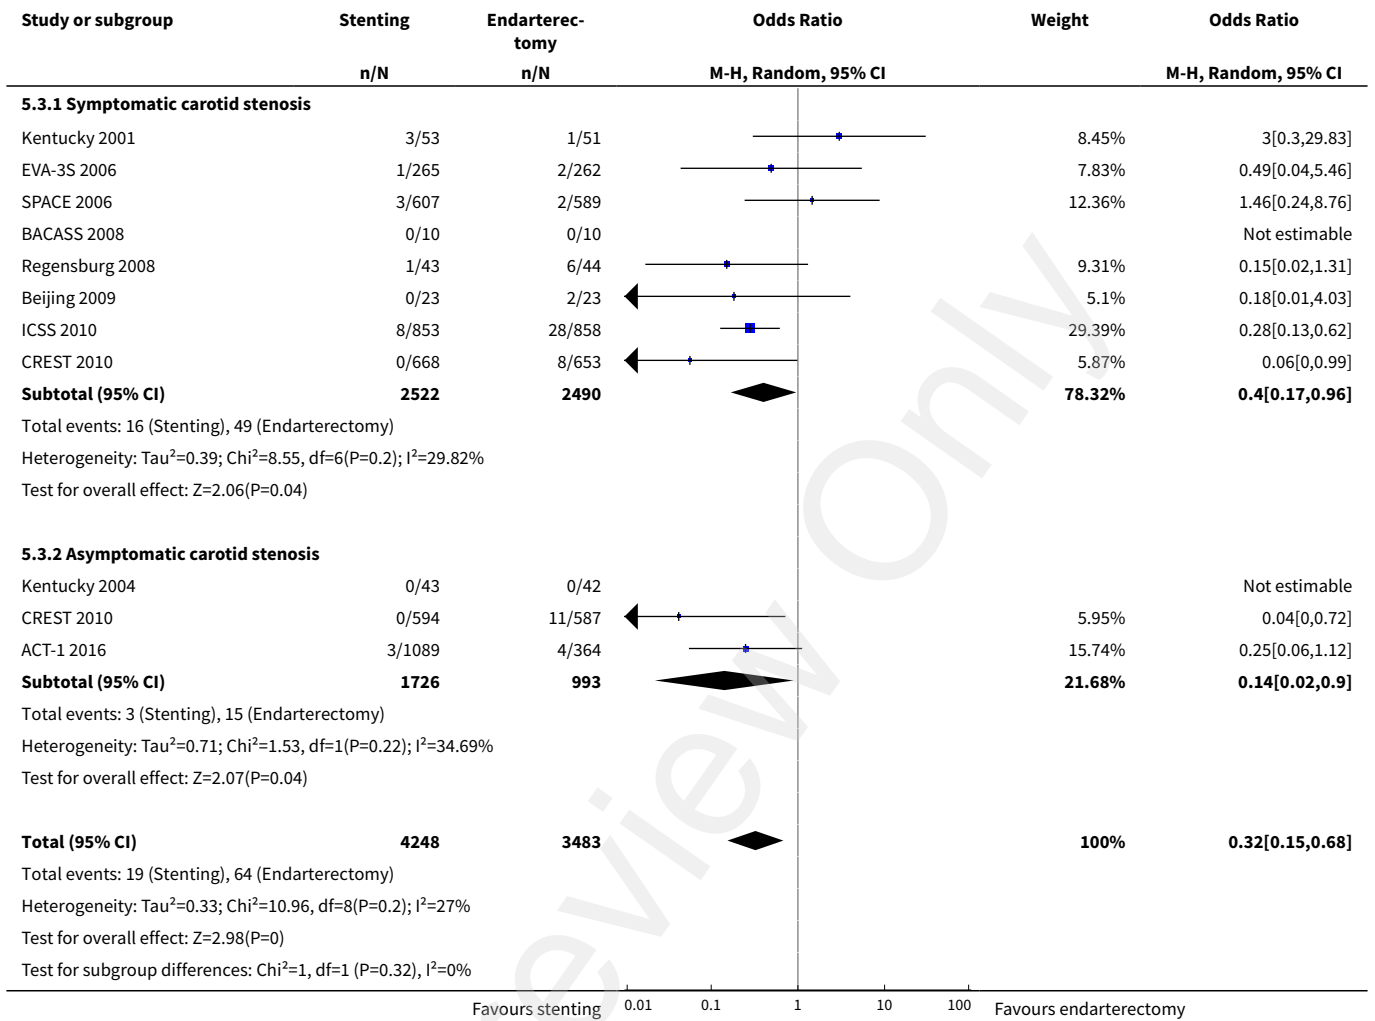 Study or subgroup Stenting Endarterec- Odds Ratio Weight Odds Ratio
tomy
n/N n/N M-H, Random, 95% CI M-H, Random, 95% CI
5.3.1 Symptomatic carotid stenosis
Kentucky 2001 3/53 1/51 8.45% 3[0.3,29.83]
EVA-3S 2006 1/265 2/262 7.83% 0.49[0.04,5.46]
SPACE 2006 3/607 2/589 12.36% 1.46[0.24,8.76]
BACASS 2008 0/10 0/10 Not estimable
Regensburg 2008 1/43 6/44 9.31% 0.15[0.02,1.31]
Beijing 2009 0/23 2/23 5.1% 0.18[0.01,4.03]
ICSS 2010 8/853 28/858 29.39% 0.28[0.13,0.62]
CREST 2010 0/668 8/653 5.87% 0.06[0,0.99]
Subtotal (95% CI) 2522 2490 78.32% 0.4[0.17,0.96]
Total events: 16 (Stenting), 49 (Endarterectomy)
Heterogeneity: Tau²=0.39; Chi²=8.55, df=6(P=0.2); I²=29.82%
Test for overall effect: Z=2.06(P=0.04)
5.3.2 Asymptomatic carotid stenosis
Kentucky 2004 0/43 0/42 Not estimable
CREST 2010 0/594 11/587 5.95% 0.04[0,0.72]
ACT-1 2016 3/1089 4/364 15.74% 0.25[0.06,1.12]
Subtotal (95% CI) 1726 993 21.68% 0.14[0.02,0.9]
Total events: 3 (Stenting), 15 (Endarterectomy)
Heterogeneity: Tau²=0.71; Chi²=1.53, df=1(P=0.22); I²=34.69%
Test for overall effect: Z=2.07(P=0.04)
Total (95% CI) 4248 3483 100% 0.32[0.15,0.68]
Total events: 19 (Stenting), 64 (Endarterectomy)
Heterogeneity: Tau²=0.33; Chi²=10.96, df=8(P=0.2); I²=27%
Test for overall effect: Z=2.98(P=0)
Test for subgroup differences: Chi²=1, df=1 (P=0.32), I²=0%
Favours stenting 0.01 0.1 1 10 100 Favours endarterectomy
eview Only